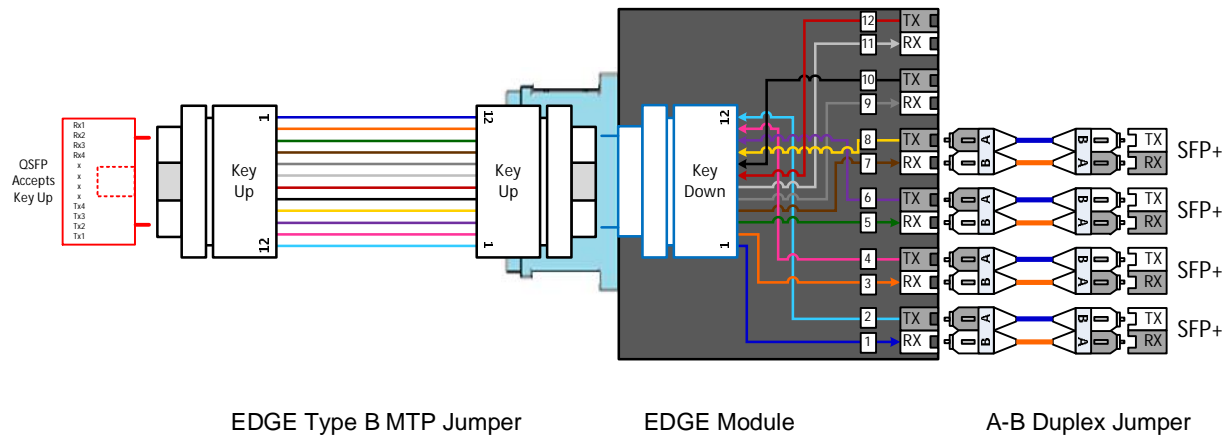 QSFP
Accepts
Key Up
Rx1
Rx2
Rx3
Rx4
x
x
x
x
Tx4
Tx3
Tx2
Tx1
1
Key
Up
12
12
Key
Up
1
12
Key
Down
1
12 TX
11 RX
10 TX
9 RX
8 TX
7 RX
6 TX
5 RX
4 TX
3 RX
2 TX
1 RX
A B TX
B A RX
SFP+
A B TX
B A RX
SFP+
A B TX
B A RX
SFP+
A B TX
B A RX
SFP+
EDGE Type B MTP Jumper
EDGE Module
A-B Duplex Jumper